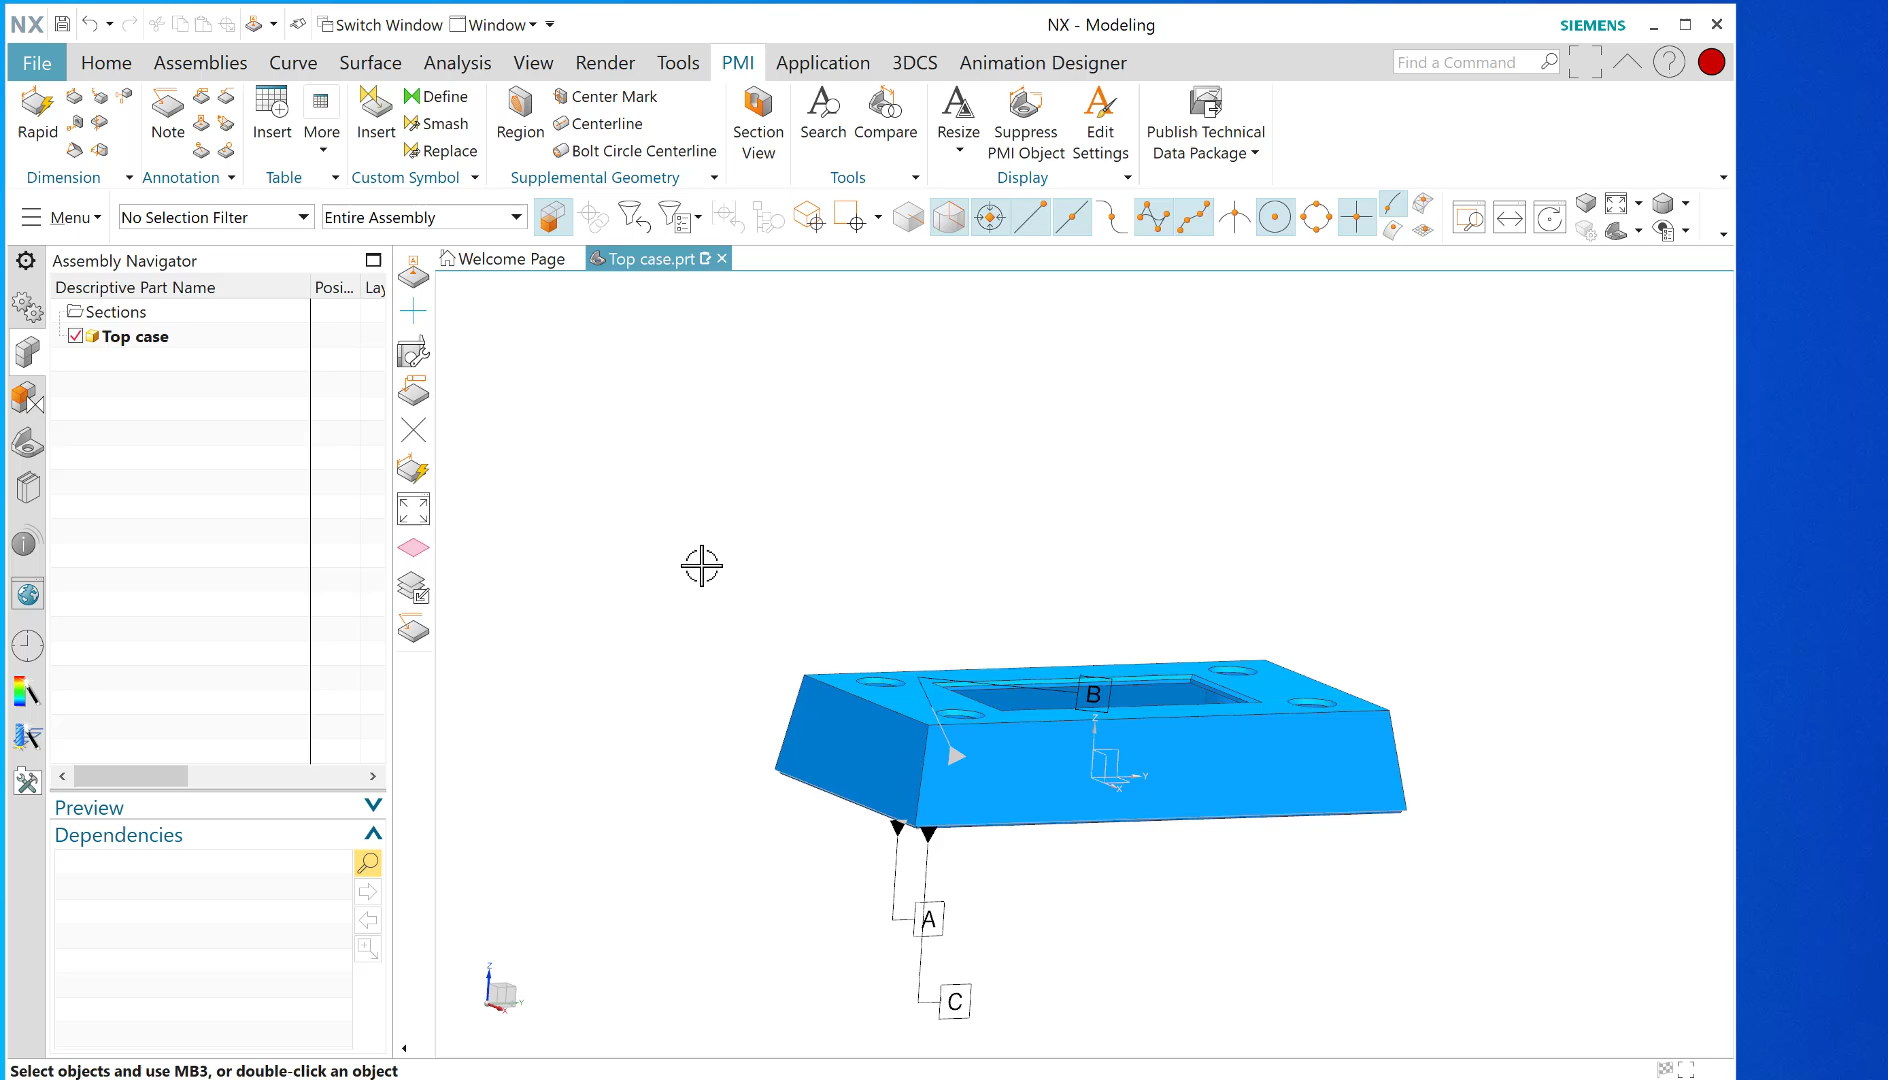 NX Switch Window Window NX - Modeling SIEMENS
File Home Assemblies Curve Surface Analysis View Render Tools PMI Application 3DCS Animation Designer Find a Command
Rapid Note Insert More Insert Define Smash Replace Region Center Mark Centerline Bolt Circle Centerline Section View Search Compare Resize Suppress PMI Object Edit Settings Publish Technical Data Package
Dimension Annotation Table Custom Symbol Supplemental Geometry Tools Display
Menu No Selection Filter Entire Assembly
Assembly Navigator Welcome Page Top case.prt
Descriptive Part Name Posi... Lay
Sections
Top case
B
Z
Y
X
Preview
Dependencies
A
Z
Y
X
C
Select objects and use MB3, or double-click an object